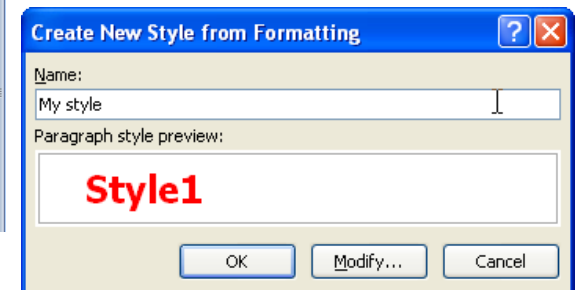 Create New Style from Formatting
Name:
My style
Paragraph style preview:
Style1
OK Modify... Cancel